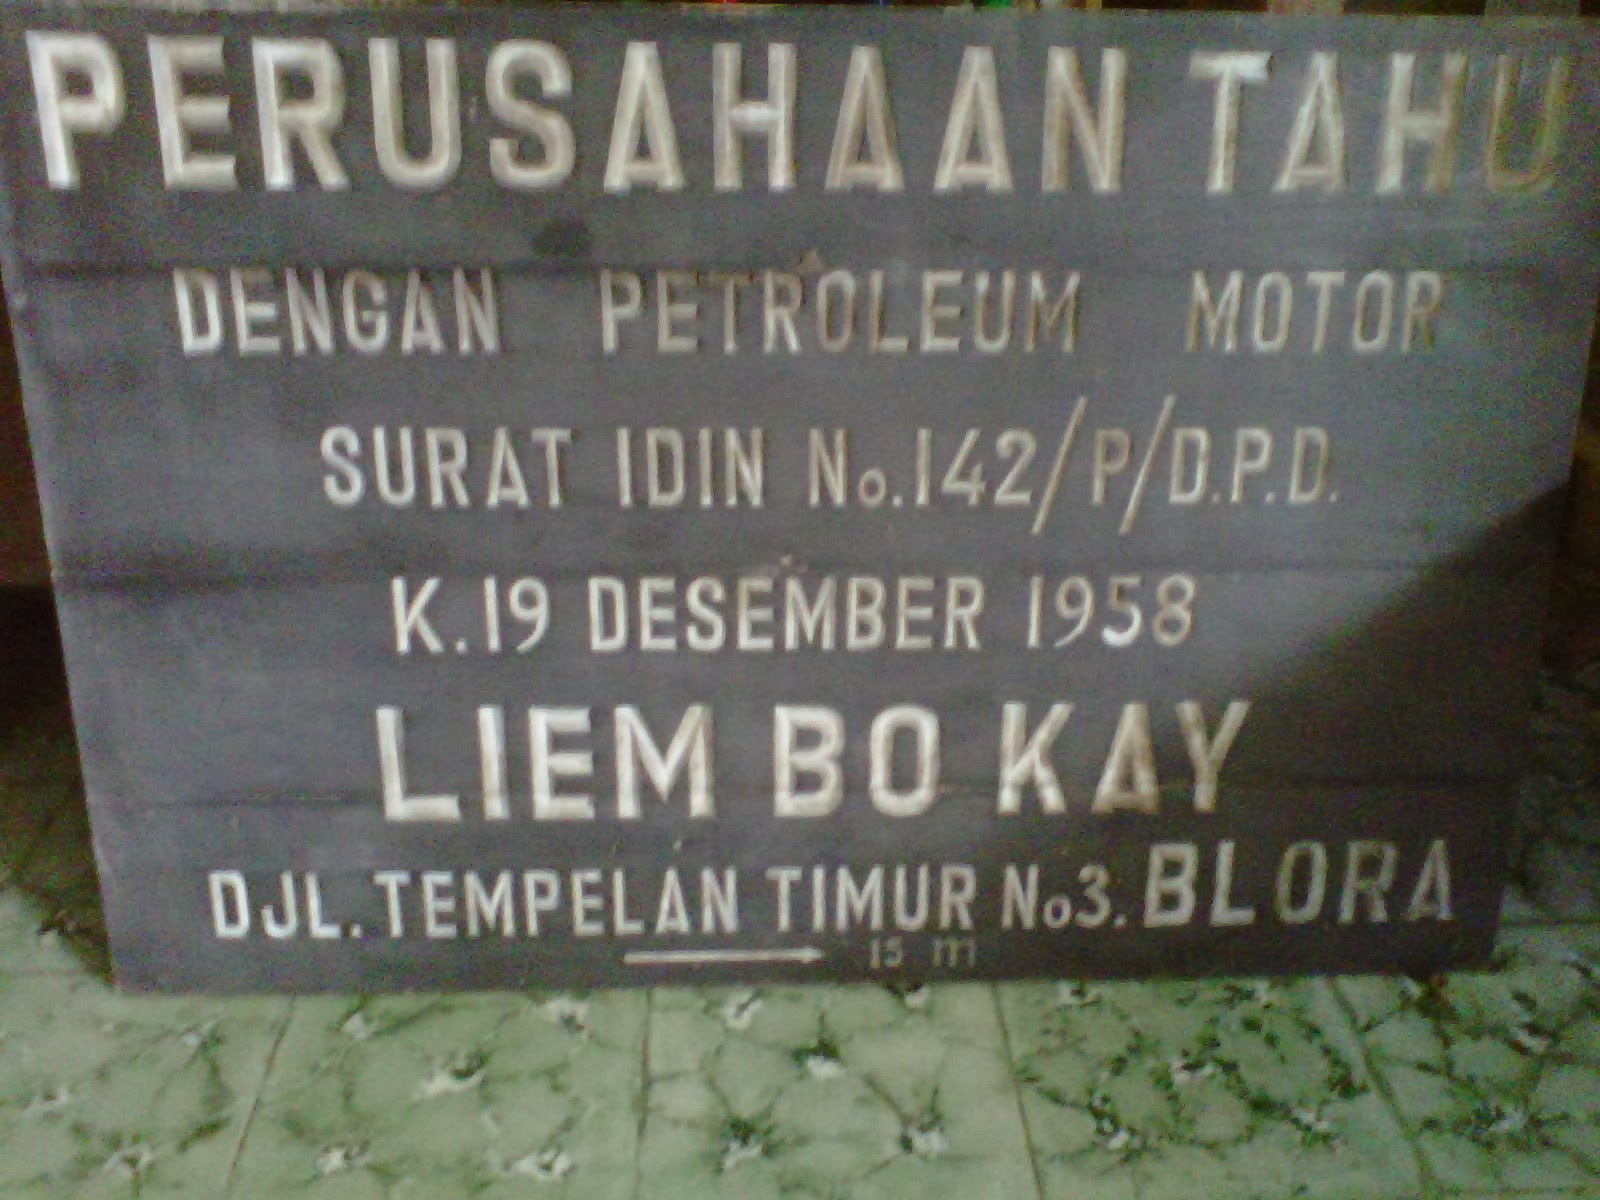 PERUSAHAAN TAHU
DENGAN PETROLEUM MOTOR
SURAT IDIN No.142/P/D.P.D.
K.19 DESEMBER 1958
LIEM BO KAY
DJL. TEMPELAN TIMUR No3. BLORA
15 m